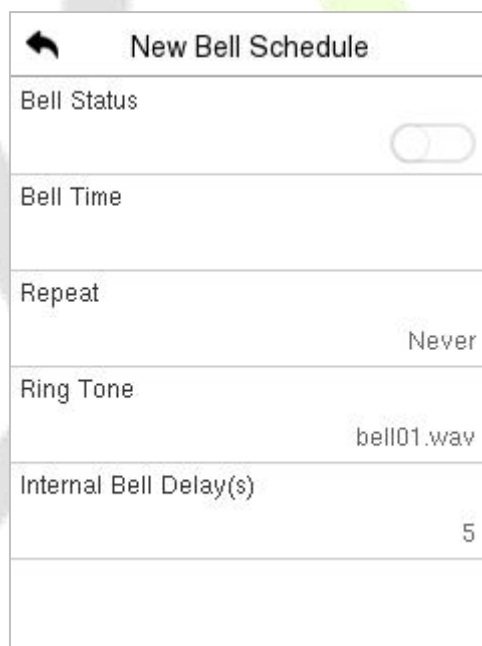 New Bell Schedule
Bell Status
Bell Time
Repeat
Never
Ring Tone
bell01.wav
Internal Bell Delay(s)
5